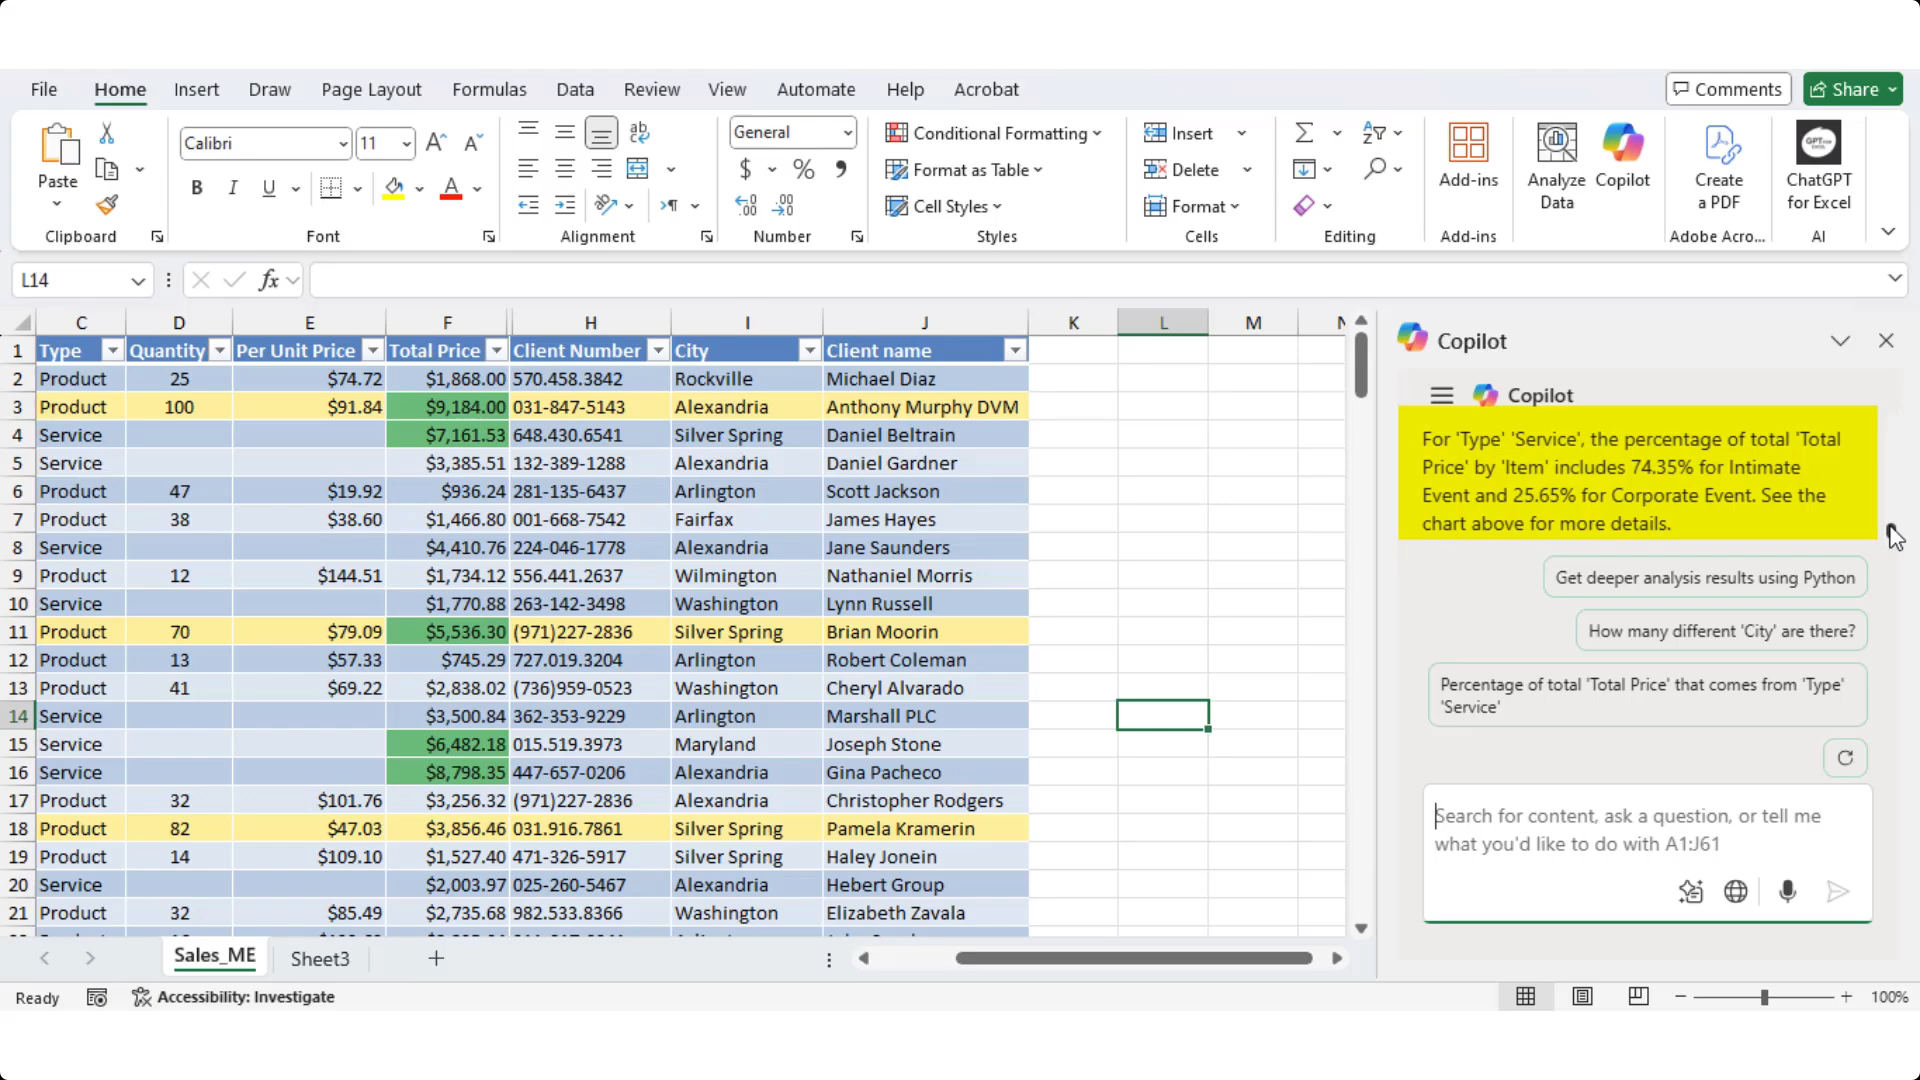 File Home Insert Draw Page Layout Formulas Data Review View Automate Help Acrobat Comments Share
Paste
Clipboard
Calibri 11
B I U A
Font
Alignment
General
$ % ,
Number
Conditional Formatting
Format as Table
Cell Styles
Styles
Insert
Delete
Format
Cells
Editing
Add-ins
Add-ins
Analyze
Data
Copilot
Create
a PDF
Adobe Acro...
ChatGPT
for Excel
AI
L14
fx
C D E F H I J K L M
1 Type Quantity Per Unit Price Total Price Client Number City Client name
2 Product 25 $74.72 $1,868.00 570.458.3842 Rockville Michael Diaz
3 Product 100 $91.84 $9,184.00 031-847-5143 Alexandria Anthony Murphy DVM
4 Service $7,161.53 648.430.6541 Silver Spring Daniel Beltrain
5 Service $3,385.51 132-389-1288 Alexandria Daniel Gardner
6 Product 47 $19.92 $936.24 281-135-6437 Arlington Scott Jackson
7 Product 38 $38.60 $1,466.80 001-668-7542 Fairfax James Hayes
8 Service $4,410.76 224-046-1778 Alexandria Jane Saunders
9 Product 12 $144.51 $1,734.12 556.441.2637 Wilmington Nathaniel Morris
10 Service $1,770.88 263-142-3498 Washington Lynn Russell
11 Product 70 $79.09 $5,536.30 (971)227-2836 Silver Spring Brian Moorin
12 Product 13 $57.33 $745.29 727.019.3204 Arlington Robert Coleman
13 Product 41 $69.22 $2,838.02 (736)959-0523 Washington Cheryl Alvarado
14 Service $3,500.84 362-353-9229 Arlington Marshall PLC
15 Service $6,482.18 015.519.3973 Maryland Joseph Stone
16 Service $8,798.35 447-657-0206 Alexandria Gina Pacheco
17 Product 32 $101.76 $3,256.32 (971)227-2836 Alexandria Christopher Rodgers
18 Product 82 $47.03 $3,856.46 031.916.7861 Silver Spring Pamela Kramerin
19 Product 14 $109.10 $1,527.40 471-326-5917 Silver Spring Haley Jonein
20 Service $2,003.97 025-260-5467 Alexandria Hebert Group
21 Product 32 $85.49 $2,735.68 982.533.8366 Washington Elizabeth Zavala
Sales_ME Sheet3
Ready Accessibility: Investigate 100%
Copilot
Copilot
For 'Type' 'Service', the percentage of total 'Total
Price' by 'Item' includes 74.35% for Intimate
Event and 25.65% for Corporate Event. See the
chart above for more details.
Get deeper analysis results using Python
How many different 'City' are there?
Percentage of total 'Total Price' that comes from 'Type'
'Service'
Search for content, ask a question, or tell me
what you'd like to do with A1:J61